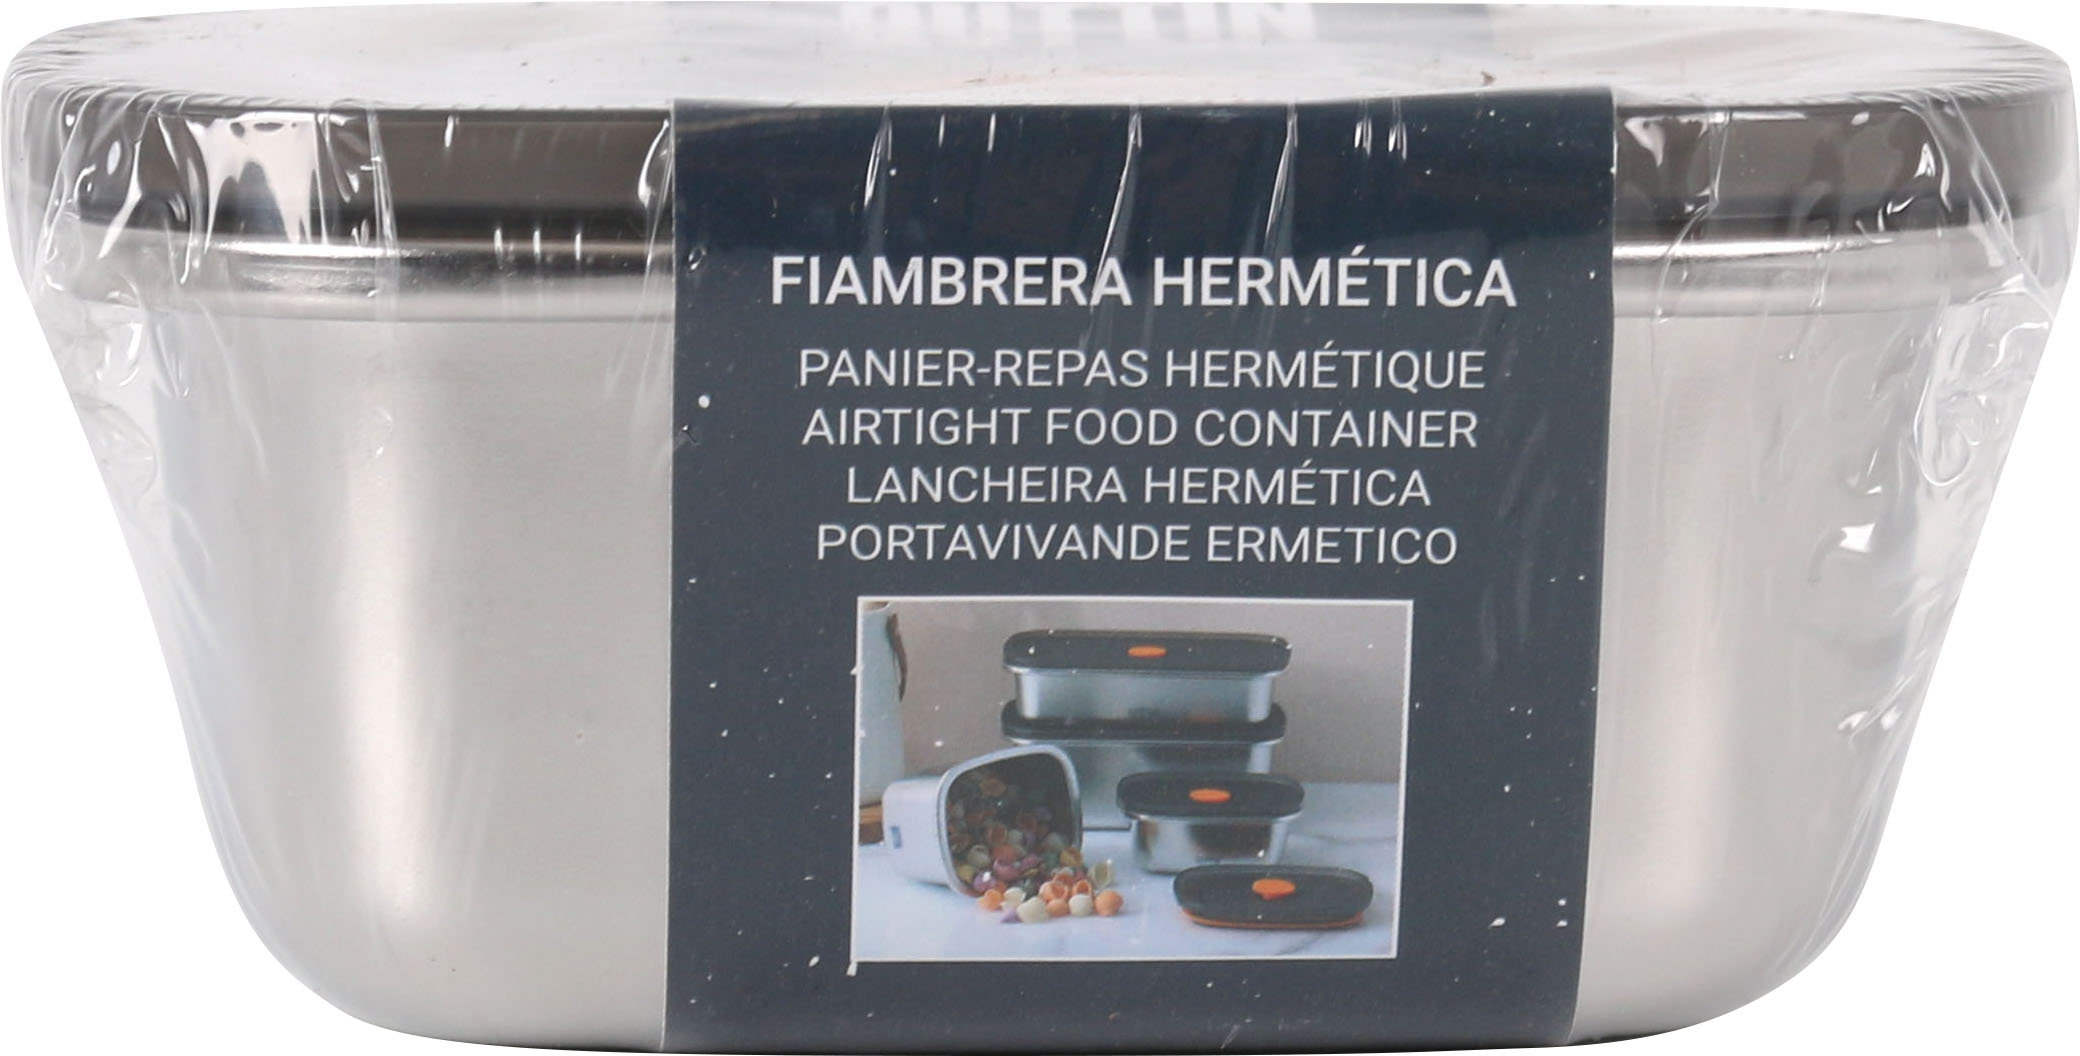 FIAMBRERA HERMÉTICA
PANIER-REPAS HERMÉTIQUE
AIRTIGHT FOOD CONTAINER
LANCHEIRA HERMÉTICA
PORTAVIVANDE ERMETICO